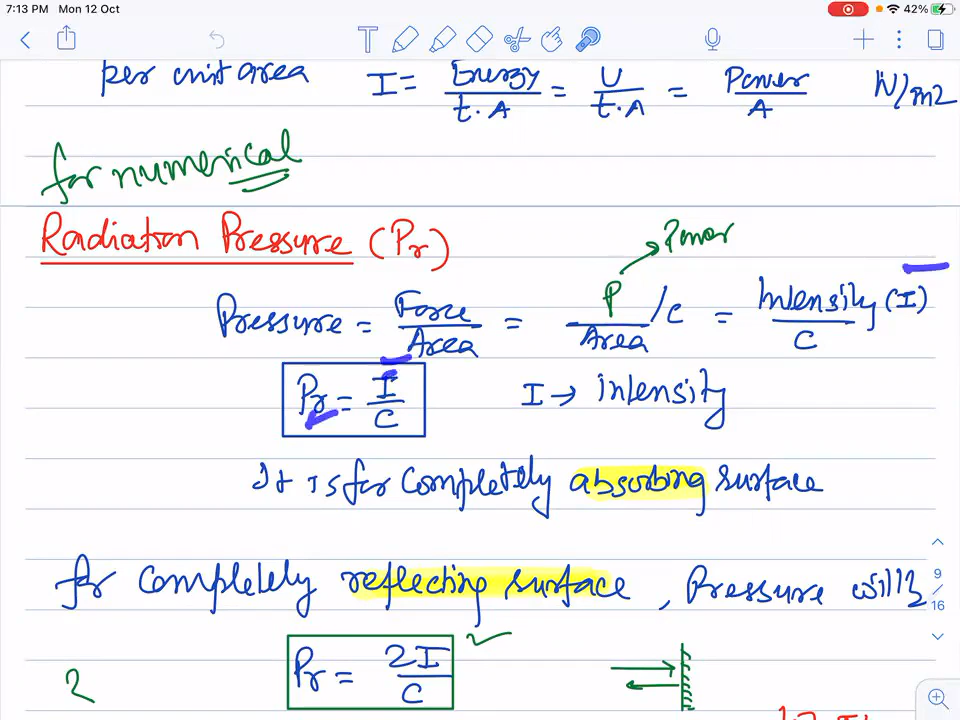 7:13 PM Mon 12 Oct 42%
per unit area I = Energy/t·A = U/t·A = Power/A W/m2
for numerical
Radiation Pressure (Pr)
Power
Pressure = Force/Area = P/Area /c = Intensity (I)/C
Pr = I/C I → intensity
It is for completely absorbing surface
for completely reflecting surface, Pressure will
9/16
2 Pr = 2I/C